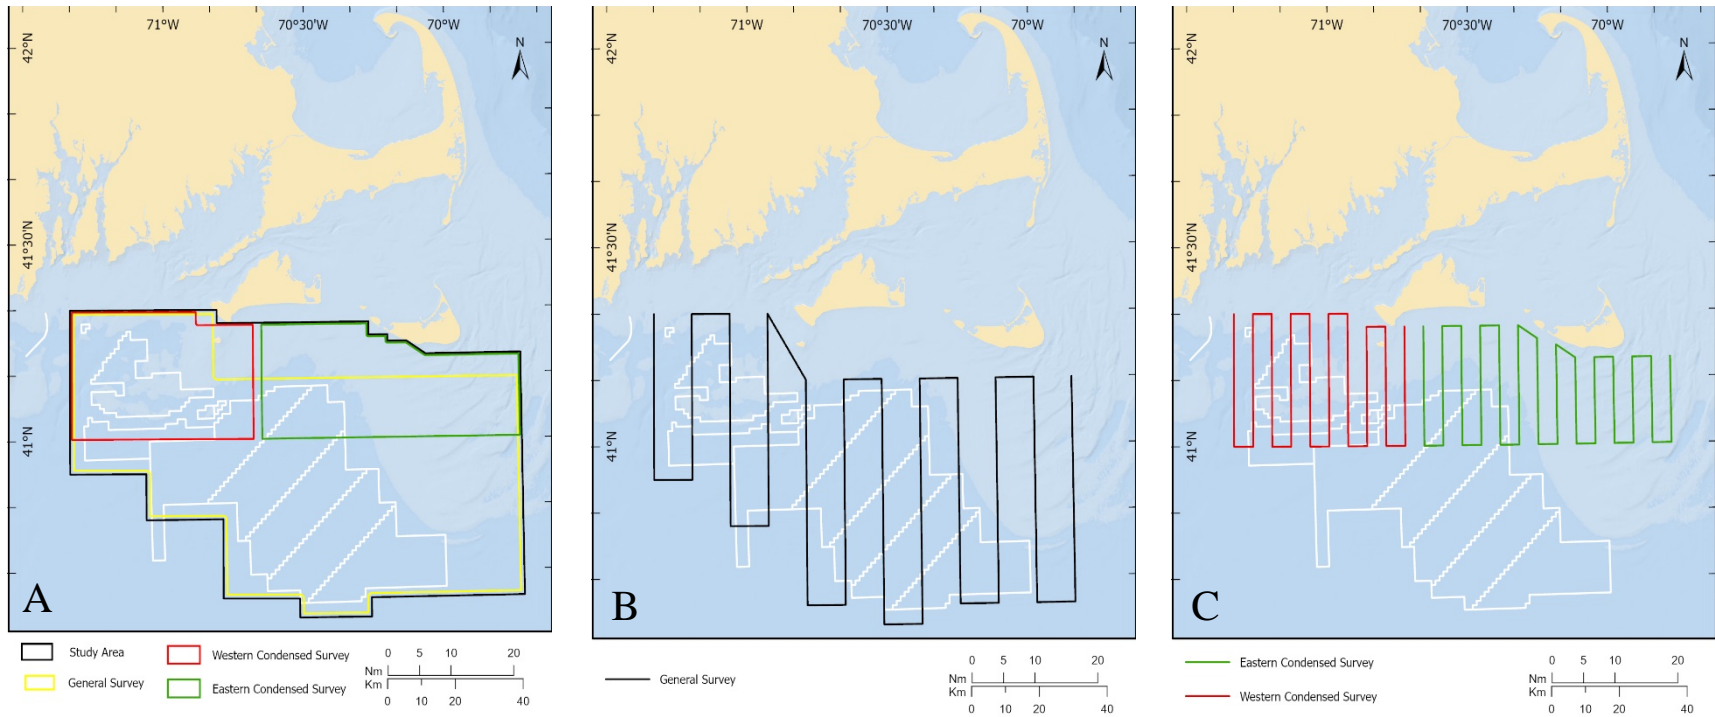 71°W 70°30'W 70°W
42°N
N
41°30'N
41°N
A
Study Area
General Survey
Western Condensed Survey
Eastern Condensed Survey
0 5 10 20
Nm
Km
0 10 20 40
71°W 70°30'W 70°W
42°N
N
41°30'N
41°N
B
General Survey
0 5 10 20
Nm
Km
0 10 20 40
71°W 70°30'W 70°W
42°N
N
41°30'N
41°N
C
Eastern Condensed Survey
Western Condensed Survey
0 5 10 20
Nm
Km
0 10 20 40